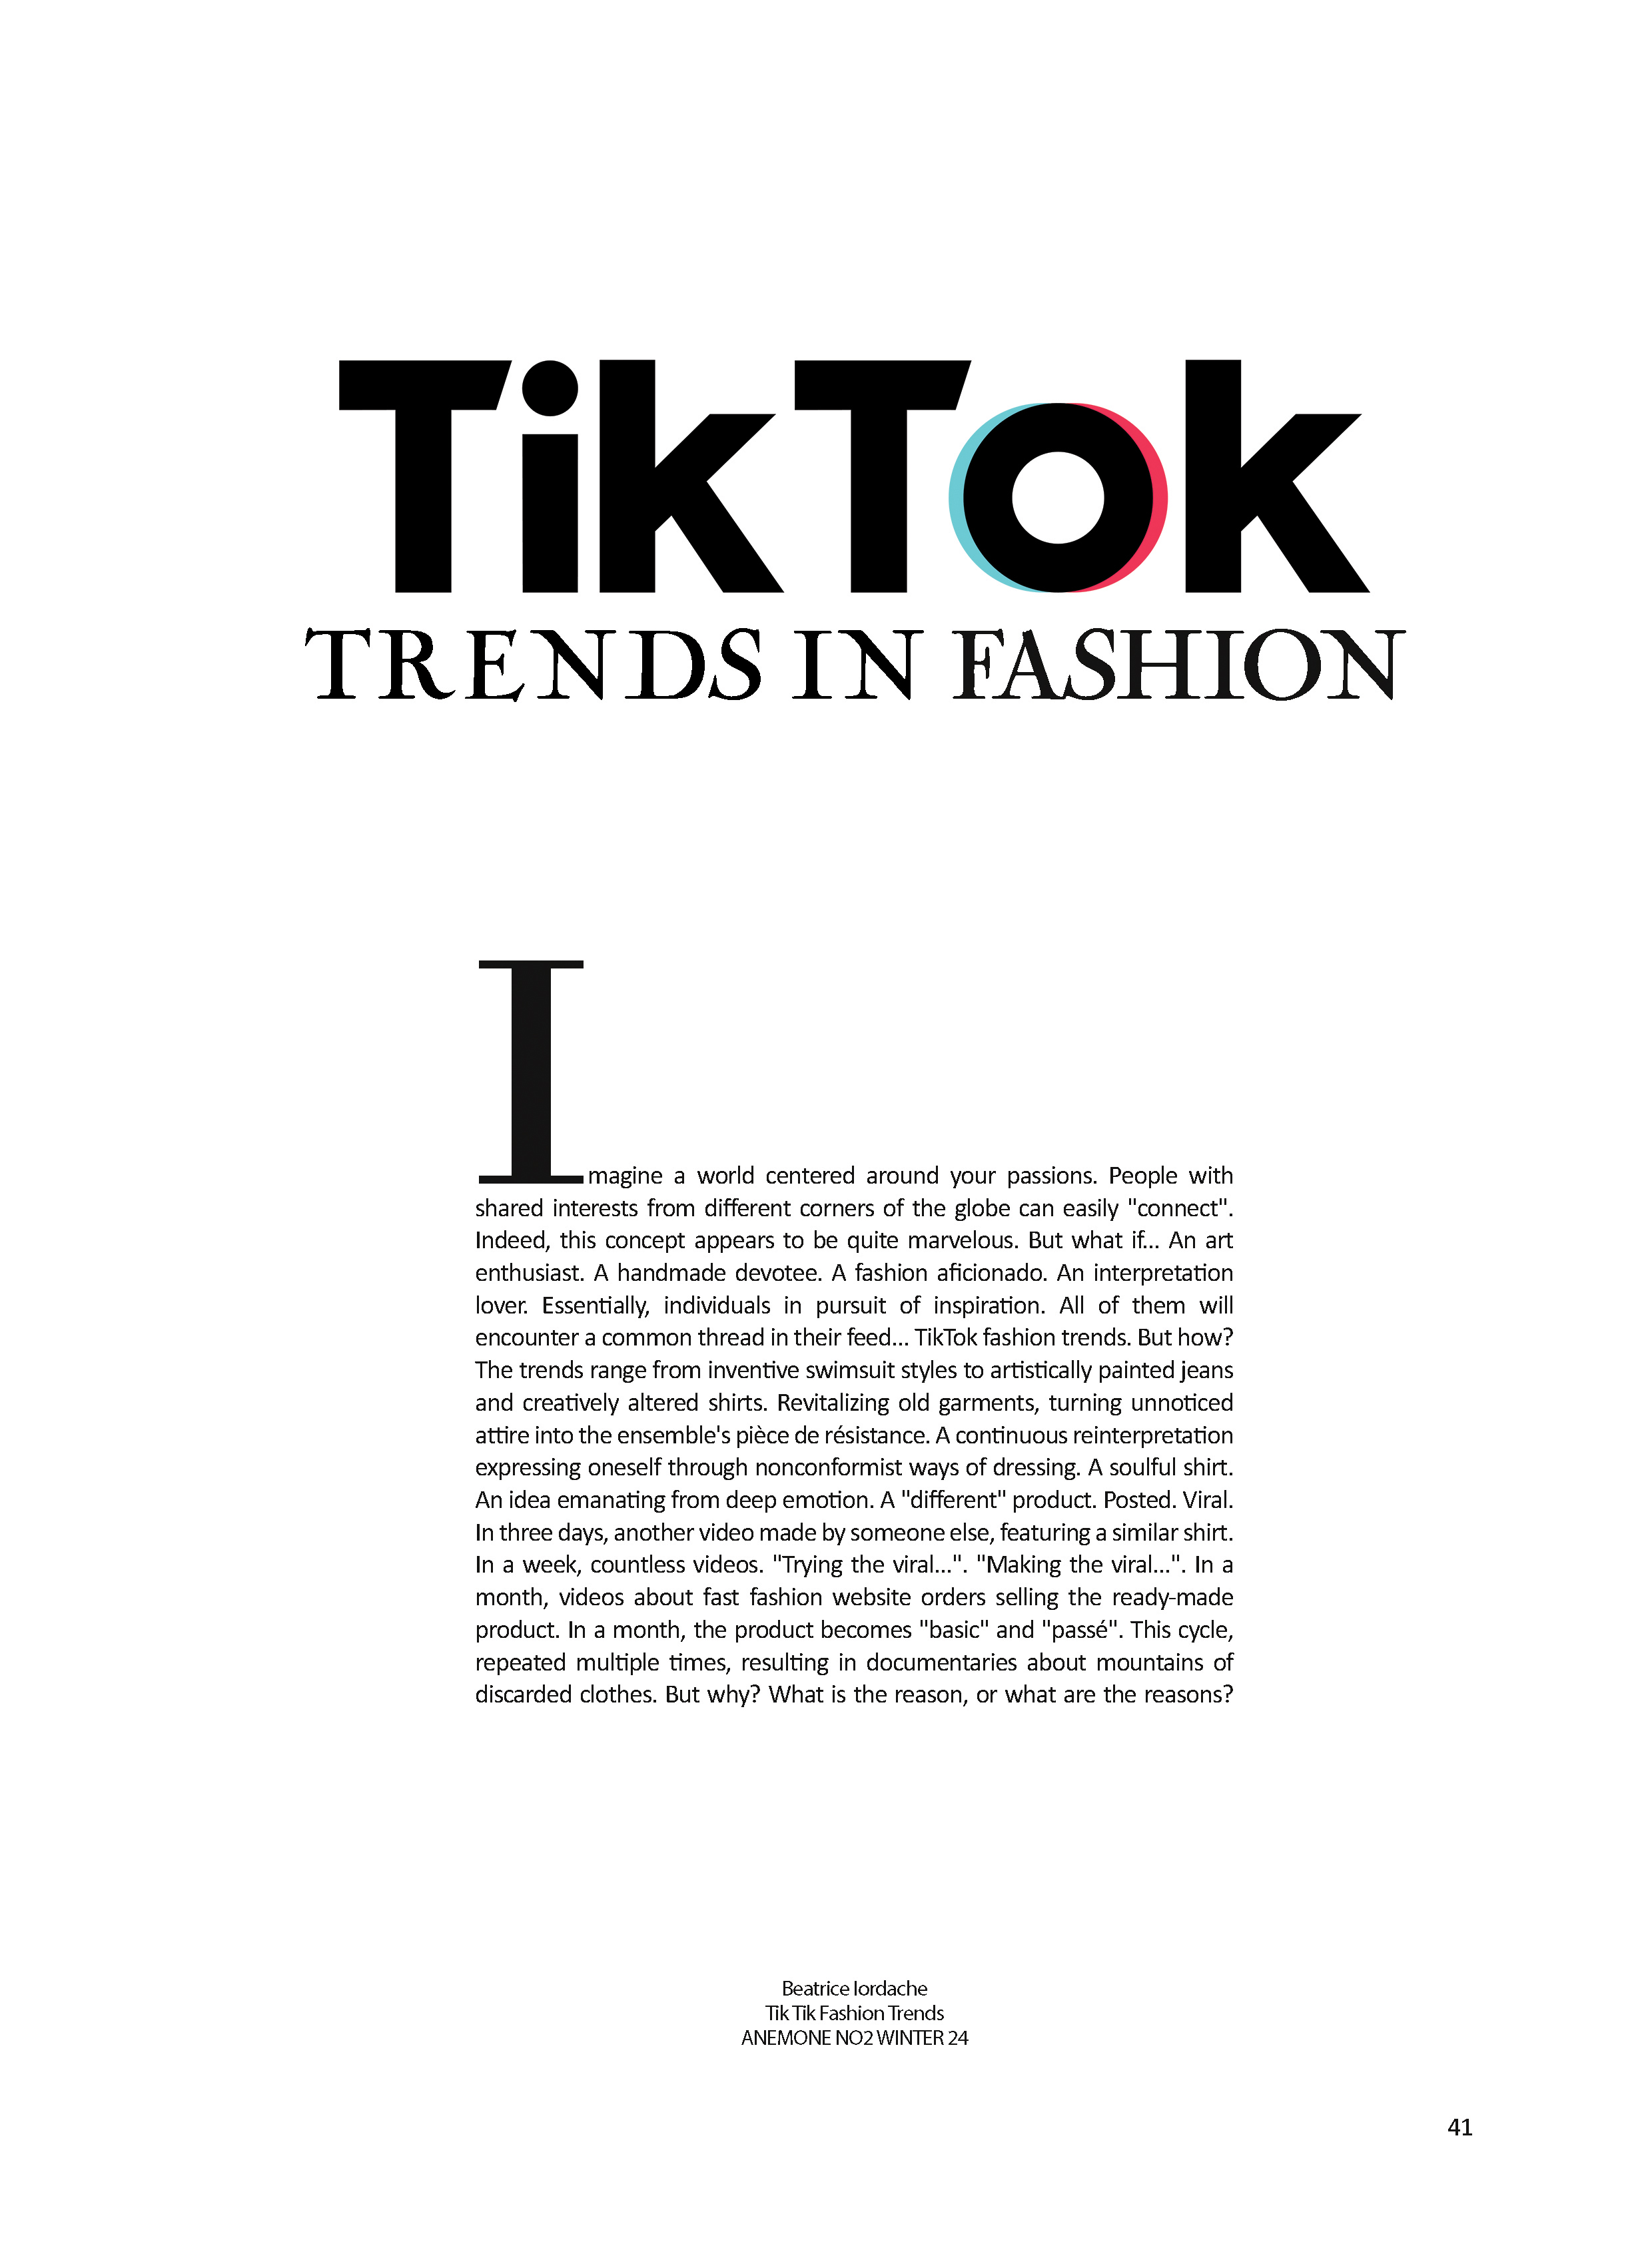 TikTok
TRENDS IN FASHION
Imagine a world centered around your passions. People with
shared interests from different corners of the globe can easily "connect".
Indeed, this concept appears to be quite marvelous. But what if... An art
enthusiast. A handmade devotee. A fashion aficionado. An interpretation
lover. Essentially, individuals in pursuit of inspiration. All of them will
encounter a common thread in their feed... TikTok fashion trends. But how?
The trends range from inventive swimsuit styles to artistically painted jeans
and creatively altered shirts. Revitalizing old garments, turning unnoticed
attire into the ensemble's pièce de résistance. A continuous reinterpretation
expressing oneself through nonconformist ways of dressing. A soulful shirt.
An idea emanating from deep emotion. A "different" product. Posted. Viral.
In three days, another video made by someone else, featuring a similar shirt.
In a week, countless videos. "Trying the viral...". "Making the viral...". In a
month, videos about fast fashion website orders selling the ready-made
product. In a month, the product becomes "basic" and "passé". This cycle,
repeated multiple times, resulting in documentaries about mountains of
discarded clothes. But why? What is the reason, or what are the reasons?
Beatrice Iordache
Tik Tik Fashion Trends
ANEMONE NO2 WINTER 24
41